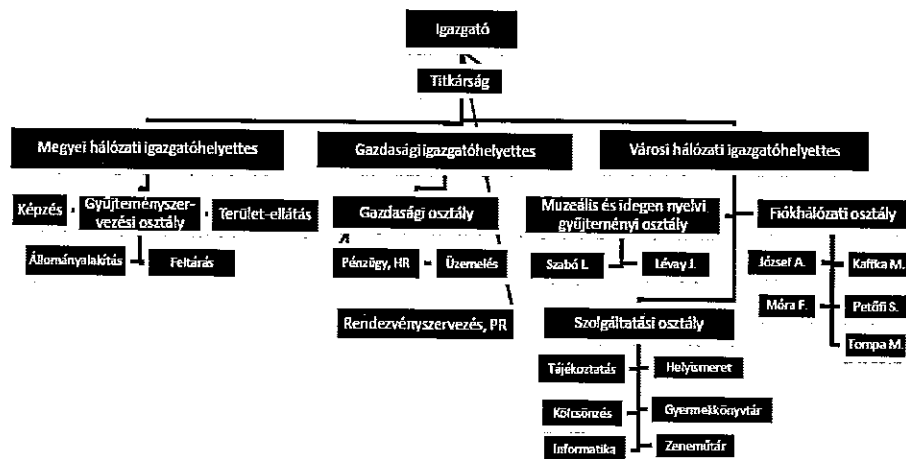 Igazgató
Titkárság
Megyei hálózati igazgatóhelyettes
Gazdasági igazgatóhelyettes
Városi hálózati igazgatóhelyettes
Képzés
Gyűjteményszer-
vezési osztály
Terület-ellátás
Gazdasági osztály
Muzeális és idegen nyelvi
gyűjteményi osztály
Fiókhálózati osztály
Állományalakítás
Feltárás
Pénzügy, HR
Üzemelés
Szabó L.
Lévay J.
József A.
Kaffka M.
Rendezvényszervezés, PR
Szolgáltatási osztály
Móra F.
Petőfi S.
Tompa M.
Tájékoztatás
Helyismeret
Kölcsönzés
Gyermekkönyvtár
Informatika
Zeneműtár